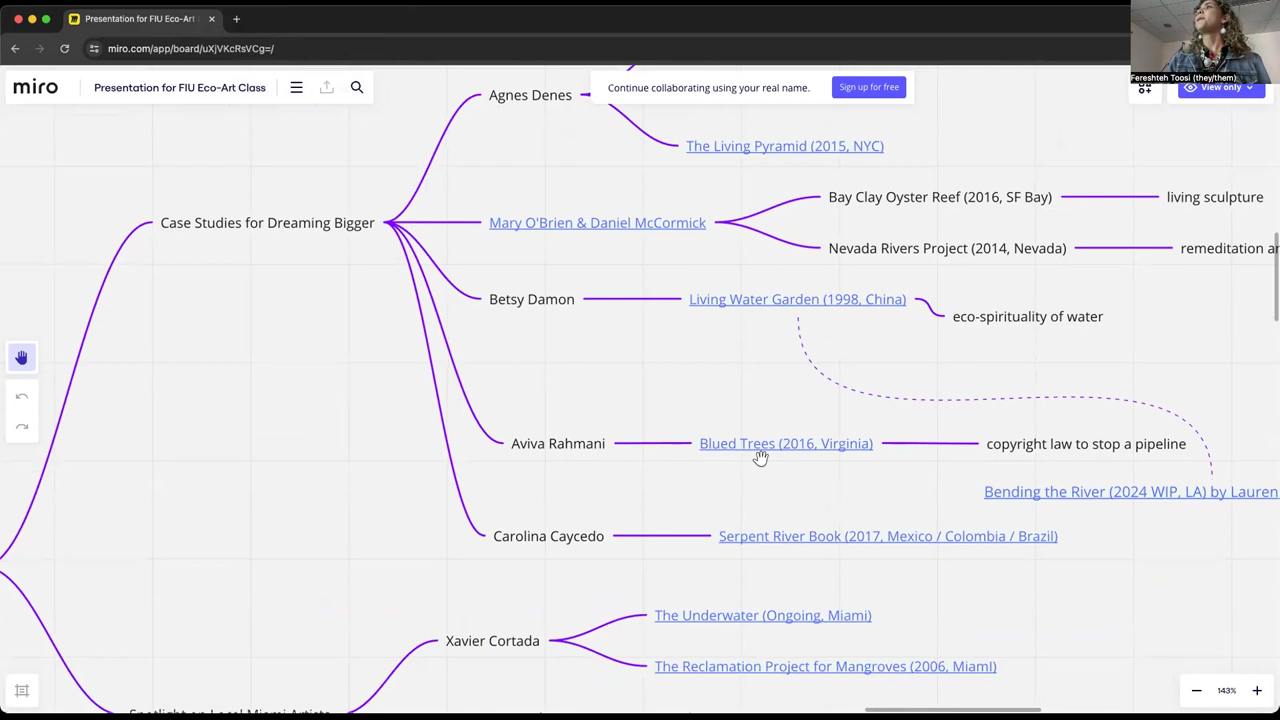 Presentation for FIU Eco-Art
miro.com/app/board/uXjVKcRsVCg=/
Fereshteh Toosi (they/them)
miro
Presentation for FIU Eco-Art Class
Continue collaborating using your real name.
Sign up for free
View only
Agnes Denes
The Living Pyramid (2015, NYC)
Case Studies for Dreaming Bigger
Mary O'Brien & Daniel McCormick
Bay Clay Oyster Reef (2016, SF Bay)
living sculpture
Nevada Rivers Project (2014, Nevada)
remeditation
Betsy Damon
Living Water Garden (1998, China)
eco-spirituality of water
Aviva Rahmani
Blued Trees (2016, Virginia)
copyright law to stop a pipeline
Bending the River (2024 WIP, LA) by Lauren
Carolina Caycedo
Serpent River Book (2017, Mexico / Colombia / Brazil)
Xavier Cortada
The Underwater (Ongoing, Miami)
The Reclamation Project for Mangroves (2006, MiamI)
Spotlight on Local Miami Artists
143%